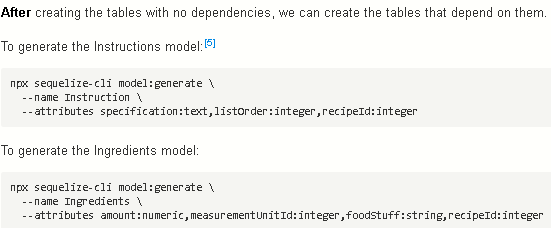 After creating the tables with no dependencies, we can create the tables that depend on them.
To generate the Instructions model:[5]
npx sequelize-cli model:generate \
--name Instruction \
--attributes specification:text,listOrder:integer,recipeId:integer
To generate the Ingredients model:
npx sequelize-cli model:generate \
--name Ingredients \
--attributes amount:numeric,measurementUnitId:integer,foodStuff:string,recipeId:integer